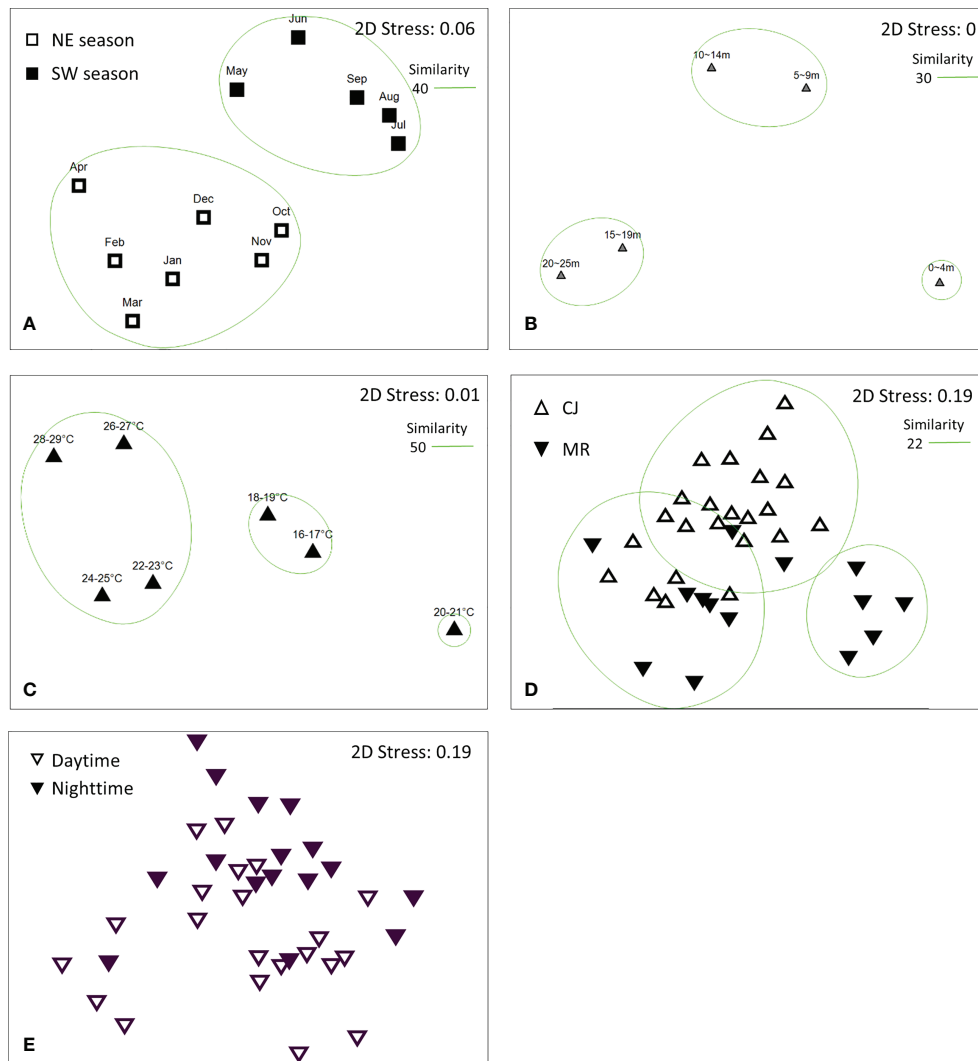 2D Stress: 0.06
NE season
SW season
Similarity
40
Jun
May
Sep
Aug
Jul
Apr
Dec
Oct
Feb
Nov
Jan
Mar
A
2D Stress: 0
Similarity
30
10~14m
5~9m
15~19m
20~25m
0~4m
B
2D Stress: 0.01
Similarity
50
26-27°C
28-29°C
18-19°C
16-17°C
22-23°C
24-25°C
20-21°C
C
2D Stress: 0.19
CJ
MR
Similarity
22
D
2D Stress: 0.19
Daytime
Nighttime
E